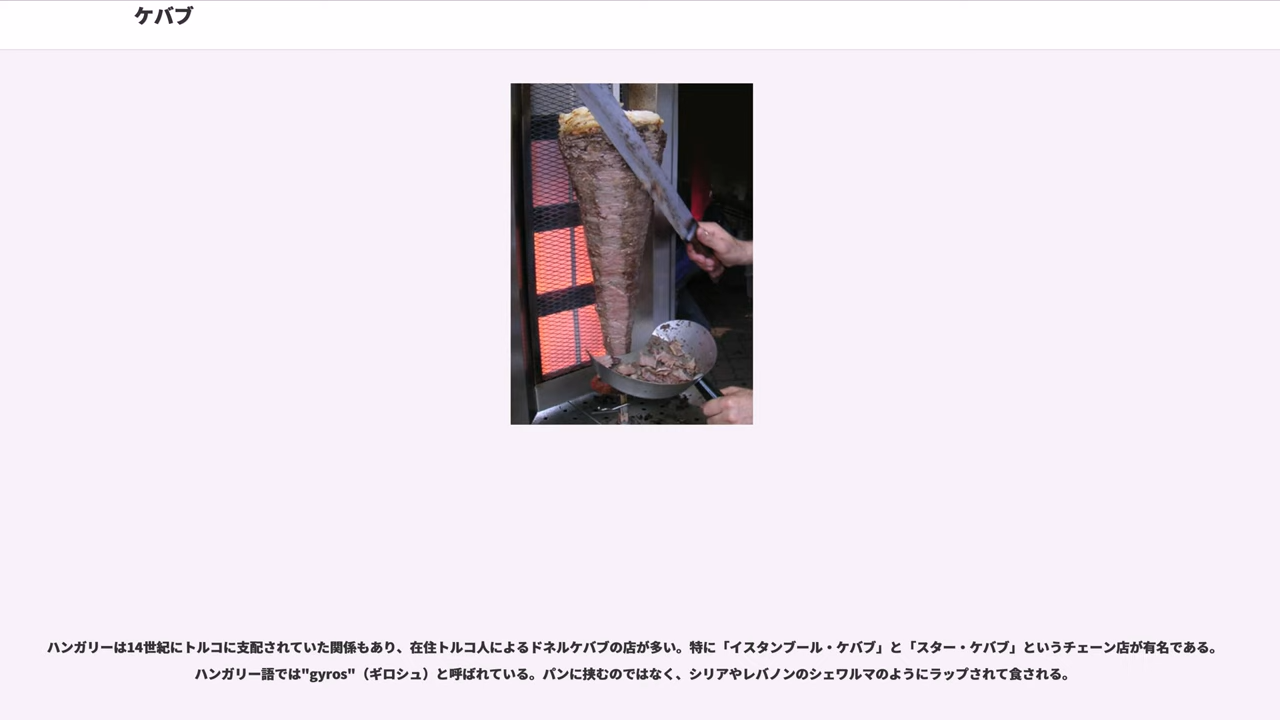 ケバブ
ハンガリーは14世紀にトルコに支配されていた関係もあり、在住トルコ人によるドネルケバブの店が多い。特に「イスタンブール・ケバブ」と「スター・ケバブ」というチェーン店が有名である。
ハンガリー語では"gyros"（ギロシュ）と呼ばれている。パンに挟むのではなく、シリアやレバノンのシェワルマのようにラップされて食される。